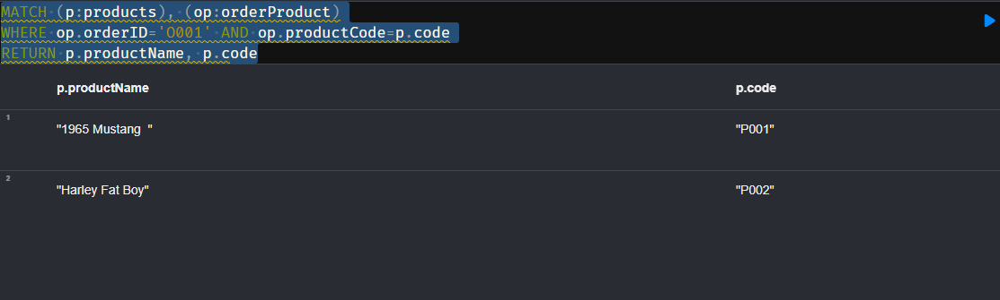 MATCH (p:products), (op:orderProduct)
WHERE op.orderID='O001' AND op.productCode=p.code
RETURN p.productName, p.code
p.productName p.code
1 "1965 Mustang  " "P001"
2 "Harley Fat Boy" "P002"